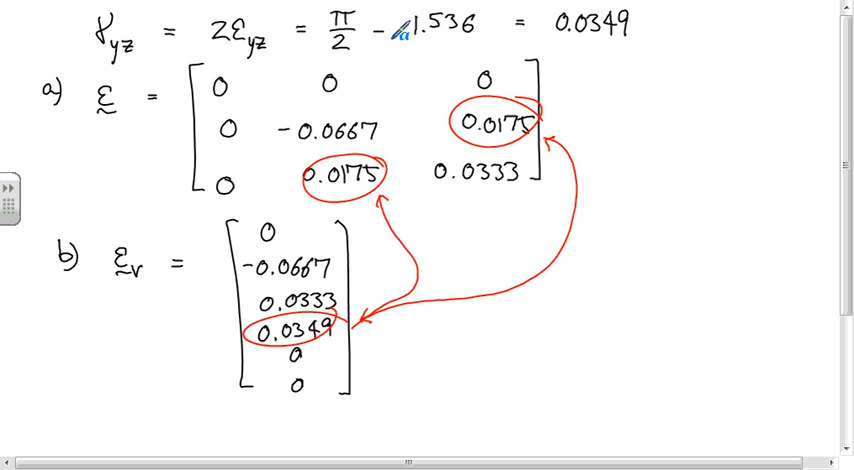 γyz = 2εyz = π/2 - 1.536 = 0.0349
a) ε = [ 0 0 0
0 -0.0667 0.0175
0 0.0175 0.0333 ]
b) εv = [ 0
-0.0667
0.0333
0.0349
0
0 ]